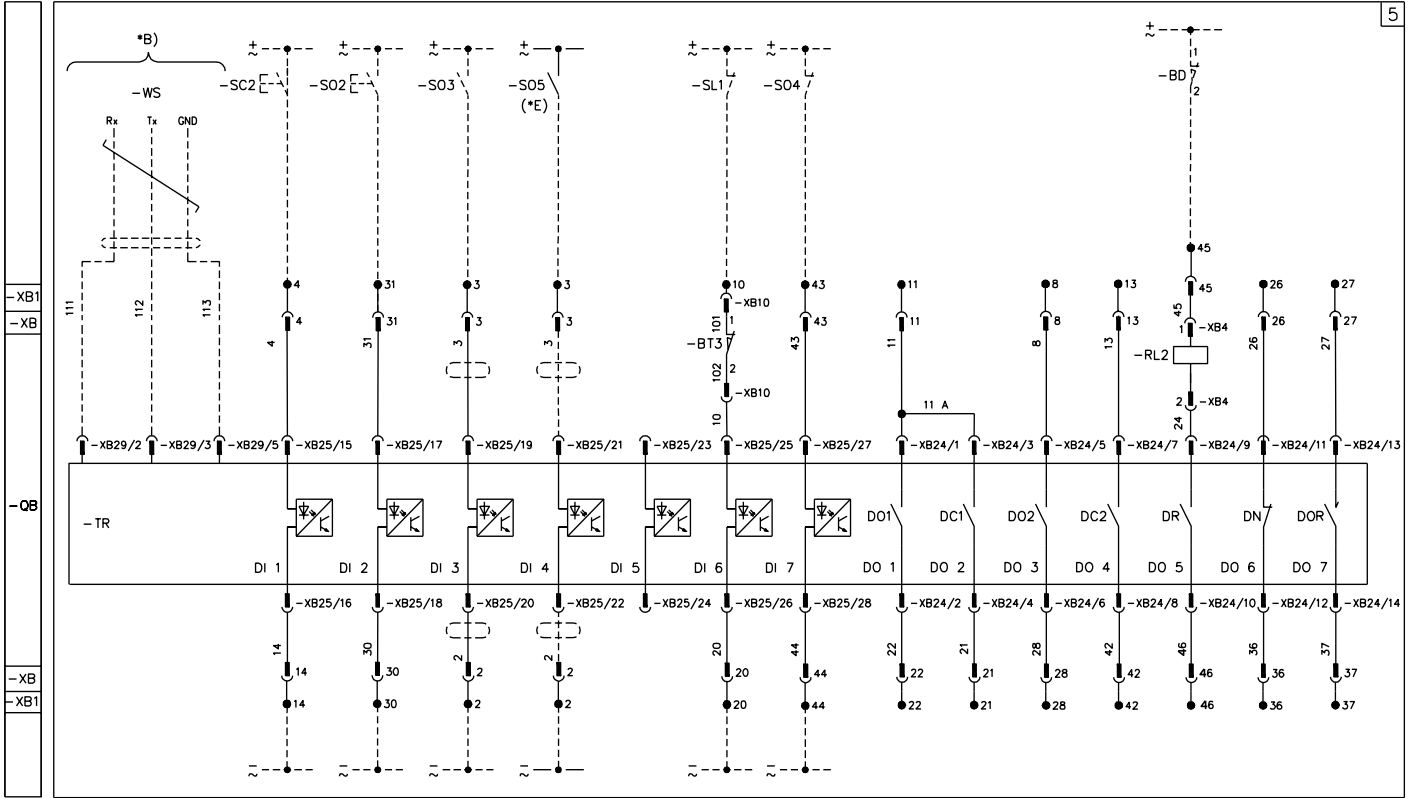 5
*B)
-WS
Rx Tx GND
+ ~ + ~ + ~ + ~ + ~ + ~ + ~
-SC2 -SO2 -SO3 -SO5 -SL1 -SO4 -BD 1 2
(*E)
45
4 31 3 3 10 43 11 8 13 45 26 27
-XB1
-XB
111 112 113
4 31 3 3 -XB10 43 11 8 13 45 26 27
4 31 3 3 101 1 43 11 8 13 1 -XB4 26 27
-BT3
-RL2
102 2
-XB10
2 -XB4
10 11 A 24
-XB29/2 -XB29/3 -XB29/5 -XB25/15 -XB25/17 -XB25/19 -XB25/21 -XB25/23 -XB25/25 -XB25/27 -XB24/1 -XB24/3 -XB24/5 -XB24/7 -XB24/9 -XB24/11 -XB24/13
-QB
-TR
DO1 DC1 DO2 DC2 DR DN DOR
DI 1 DI 2 DI 3 DI 4 DI 5 DI 6 DI 7 DO 1 DO 2 DO 3 DO 4 DO 5 DO 6 DO 7
-XB25/16 -XB25/18 -XB25/20 -XB25/22 -XB25/24 -XB25/26 -XB25/28 -XB24/2 -XB24/4 -XB24/6 -XB24/8 -XB24/10 -XB24/12 -XB24/14
14 30 2 2 20 44 22 21 28 42 46 36 37
-XB
14 30 2 2 20 44 22 21 28 42 46 36 37
-XB1
14 30 2 2 20 44 22 21 28 42 46 36 37
− ~ − ~ − ~ − ~ − ~ − ~